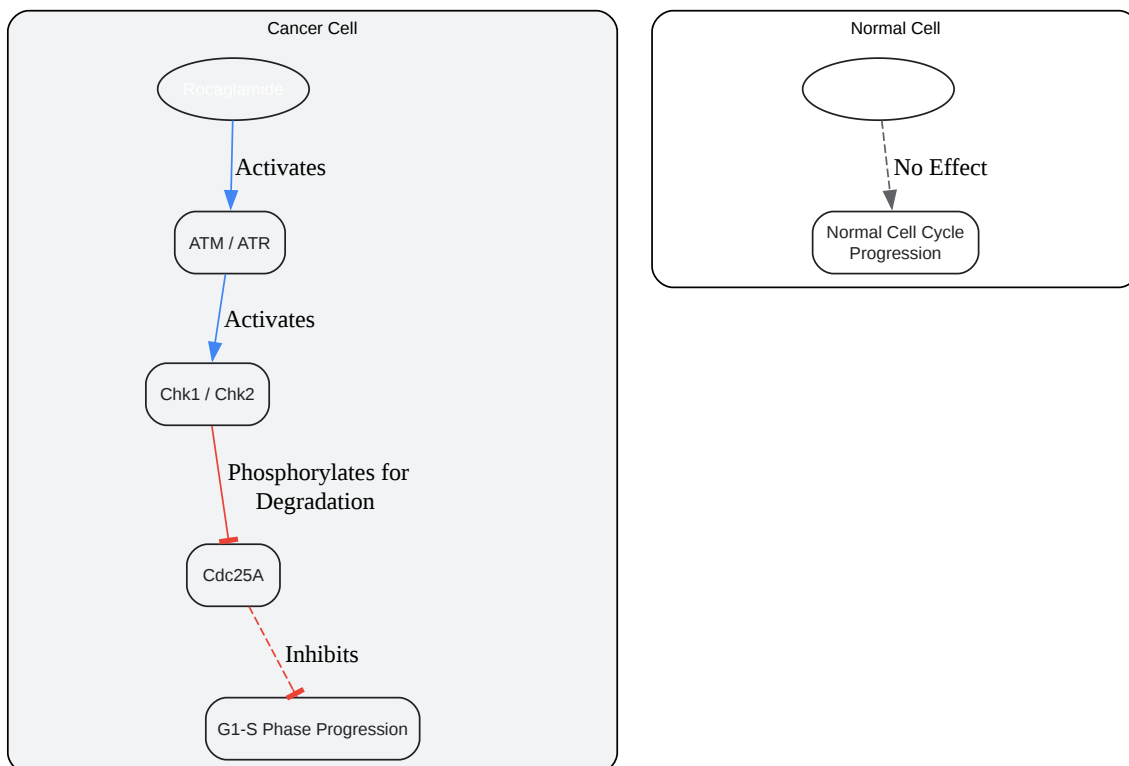 Cancer Cell
Rocaglamide
Activates
ATM / ATR
Activates
Chk1 / Chk2
Phosphorylates for
Degradation
Cdc25A
Inhibits
G1-S Phase Progression
Normal Cell
No Effect
Normal Cell Cycle
Progression